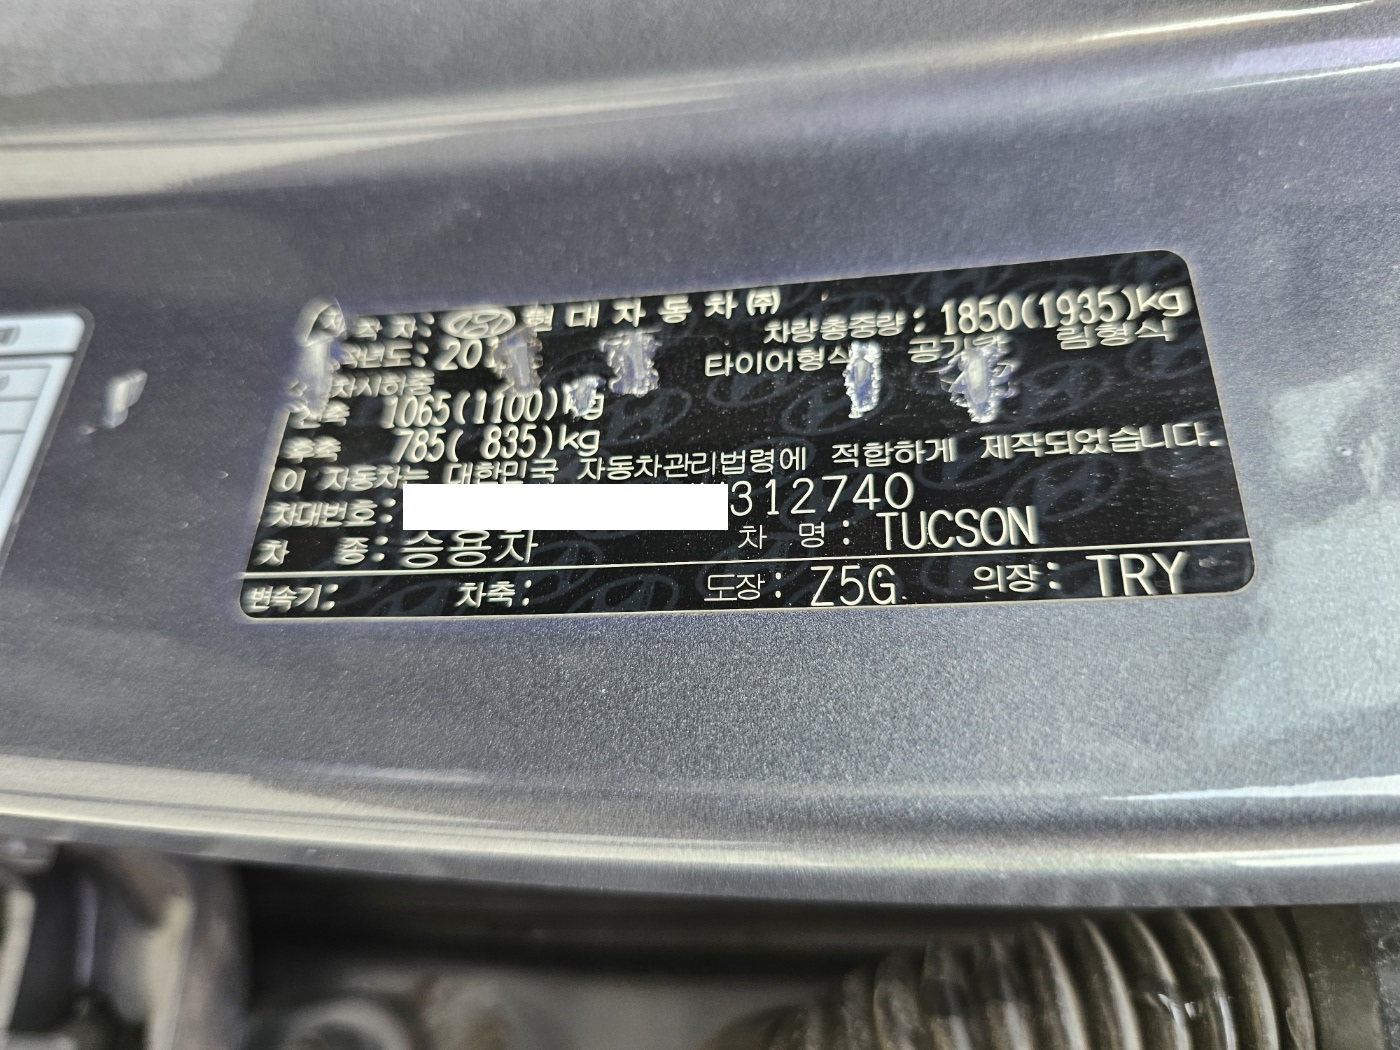 자: 현대자동차㈜ 차량총중량: 1850(1935)kg
타이어형식 림형식
1065(1100)kg
후축 785( 835)kg
이 자동차는 대한민국 자동차관리법령에 적합하게 제작되었습니다.
차대번호: 312740
차 종: 승용차 차 명: TUCSON
변속기: 차축: 도장: Z5G 의장: TRY